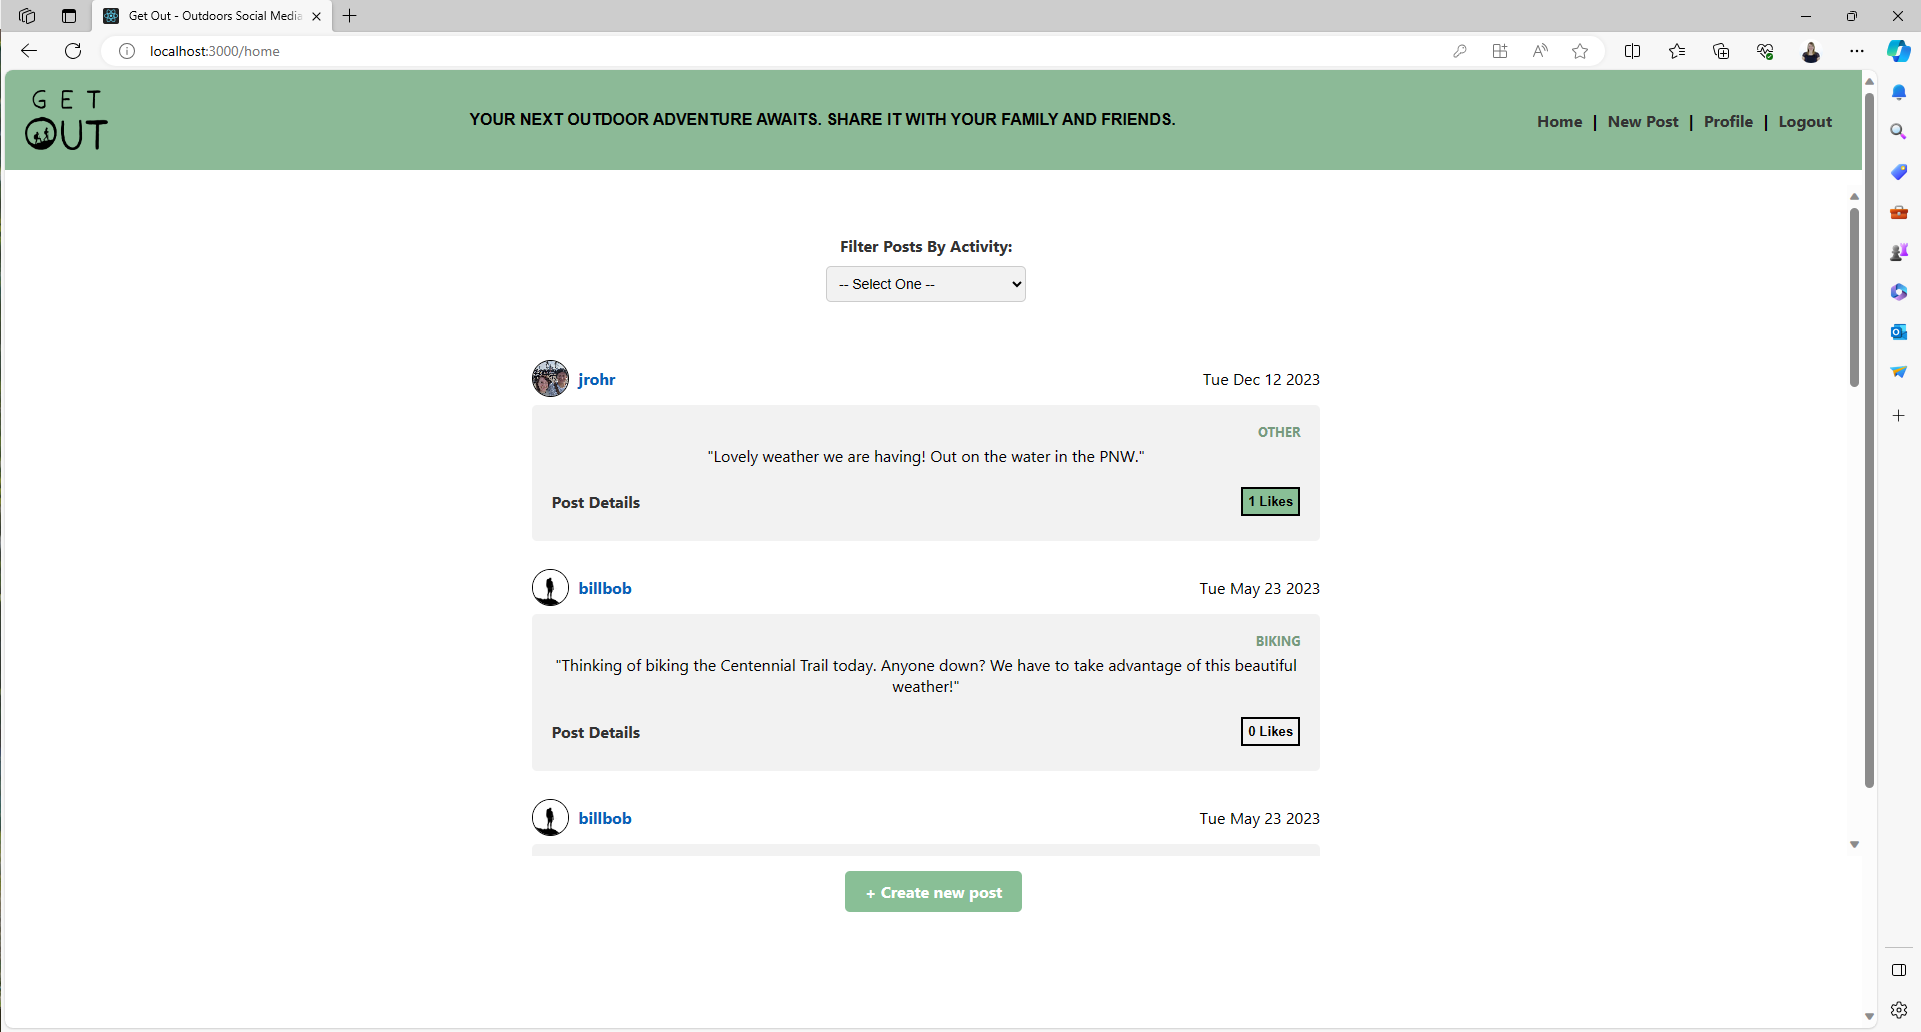 Get Out - Outdoors Social Media
localhost:3000/home
GET
OUT
YOUR NEXT OUTDOOR ADVENTURE AWAITS. SHARE IT WITH YOUR FAMILY AND FRIENDS.
Home | New Post | Profile | Logout
Filter Posts By Activity:
-- Select One --
jrohr Tue Dec 12 2023
OTHER
"Lovely weather we are having! Out on the water in the PNW."
Post Details 1 Likes
billbob Tue May 23 2023
BIKING
"Thinking of biking the Centennial Trail today. Anyone down? We have to take advantage of this beautiful
weather!"
Post Details 0 Likes
billbob Tue May 23 2023
+ Create new post